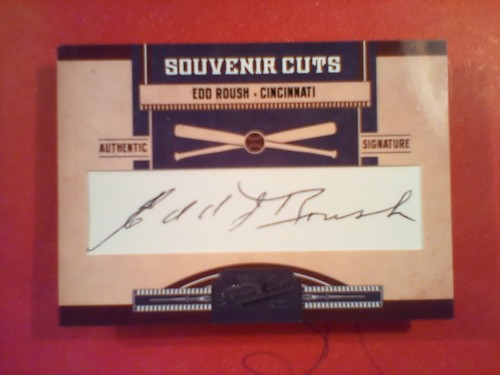 SOUVENIR CUTS
EDD ROUSH · CINCINNATI
AUTHENTIC
SIGNATURE
Edd J Roush